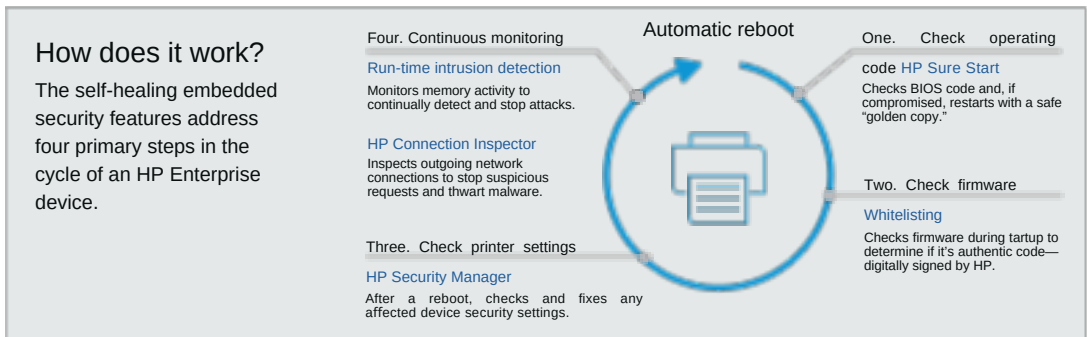 How does it work?
The self-healing embedded
security features address
four primary steps in the
cycle of an HP Enterprise
device.
Automatic reboot
One. Check operating
code HP Sure Start
Checks BIOS code and, if
compromised, restarts with a safe
“golden copy.”
Two. Check firmware
Whitelisting
Checks firmware during tartup to
determine if it’s authentic code—
digitally signed by HP.
Three. Check printer settings
HP Security Manager
After a reboot, checks and fixes any
affected device security settings.
Four. Continuous monitoring
Run-time intrusion detection
Monitors memory activity to
continually detect and stop attacks.
HP Connection Inspector
Inspects outgoing network
connections to stop suspicious
requests and thwart malware.